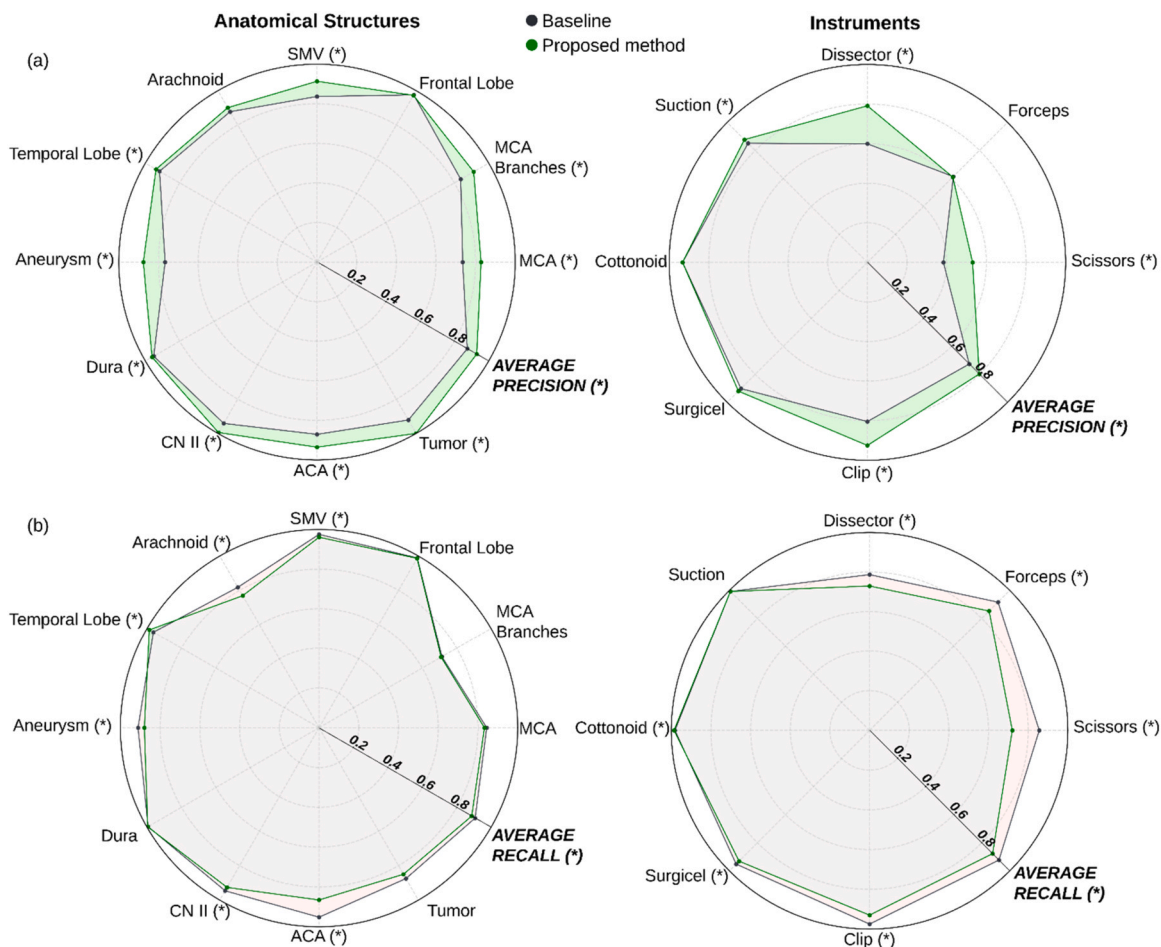 Anatomical Structures
Baseline
Proposed method
Instruments
(a)
SMV (*)
Frontal Lobe
MCA
Branches (*)
MCA (*)
AVERAGE
PRECISION (*)
Tumor (*)
ACA (*)
CN II (*)
Dura (*)
Aneurysm (*)
Temporal Lobe (*)
Arachnoid
0.2
0.4
0.6
0.8
Dissector (*)
Forceps
Scissors (*)
AVERAGE
PRECISION (*)
Clip (*)
Surgicel
Cottonoid
Suction (*)
0.2
0.4
0.6
0.8
(b)
SMV (*)
Frontal Lobe
MCA
Branches
MCA
AVERAGE
RECALL (*)
Tumor
ACA (*)
CN II (*)
Dura
Aneurysm (*)
Temporal Lobe (*)
Arachnoid (*)
0.2
0.4
0.6
0.8
Dissector (*)
Forceps (*)
Scissors (*)
AVERAGE
RECALL (*)
Clip (*)
Surgicel (*)
Cottonoid (*)
Suction
0.2
0.4
0.6
0.8